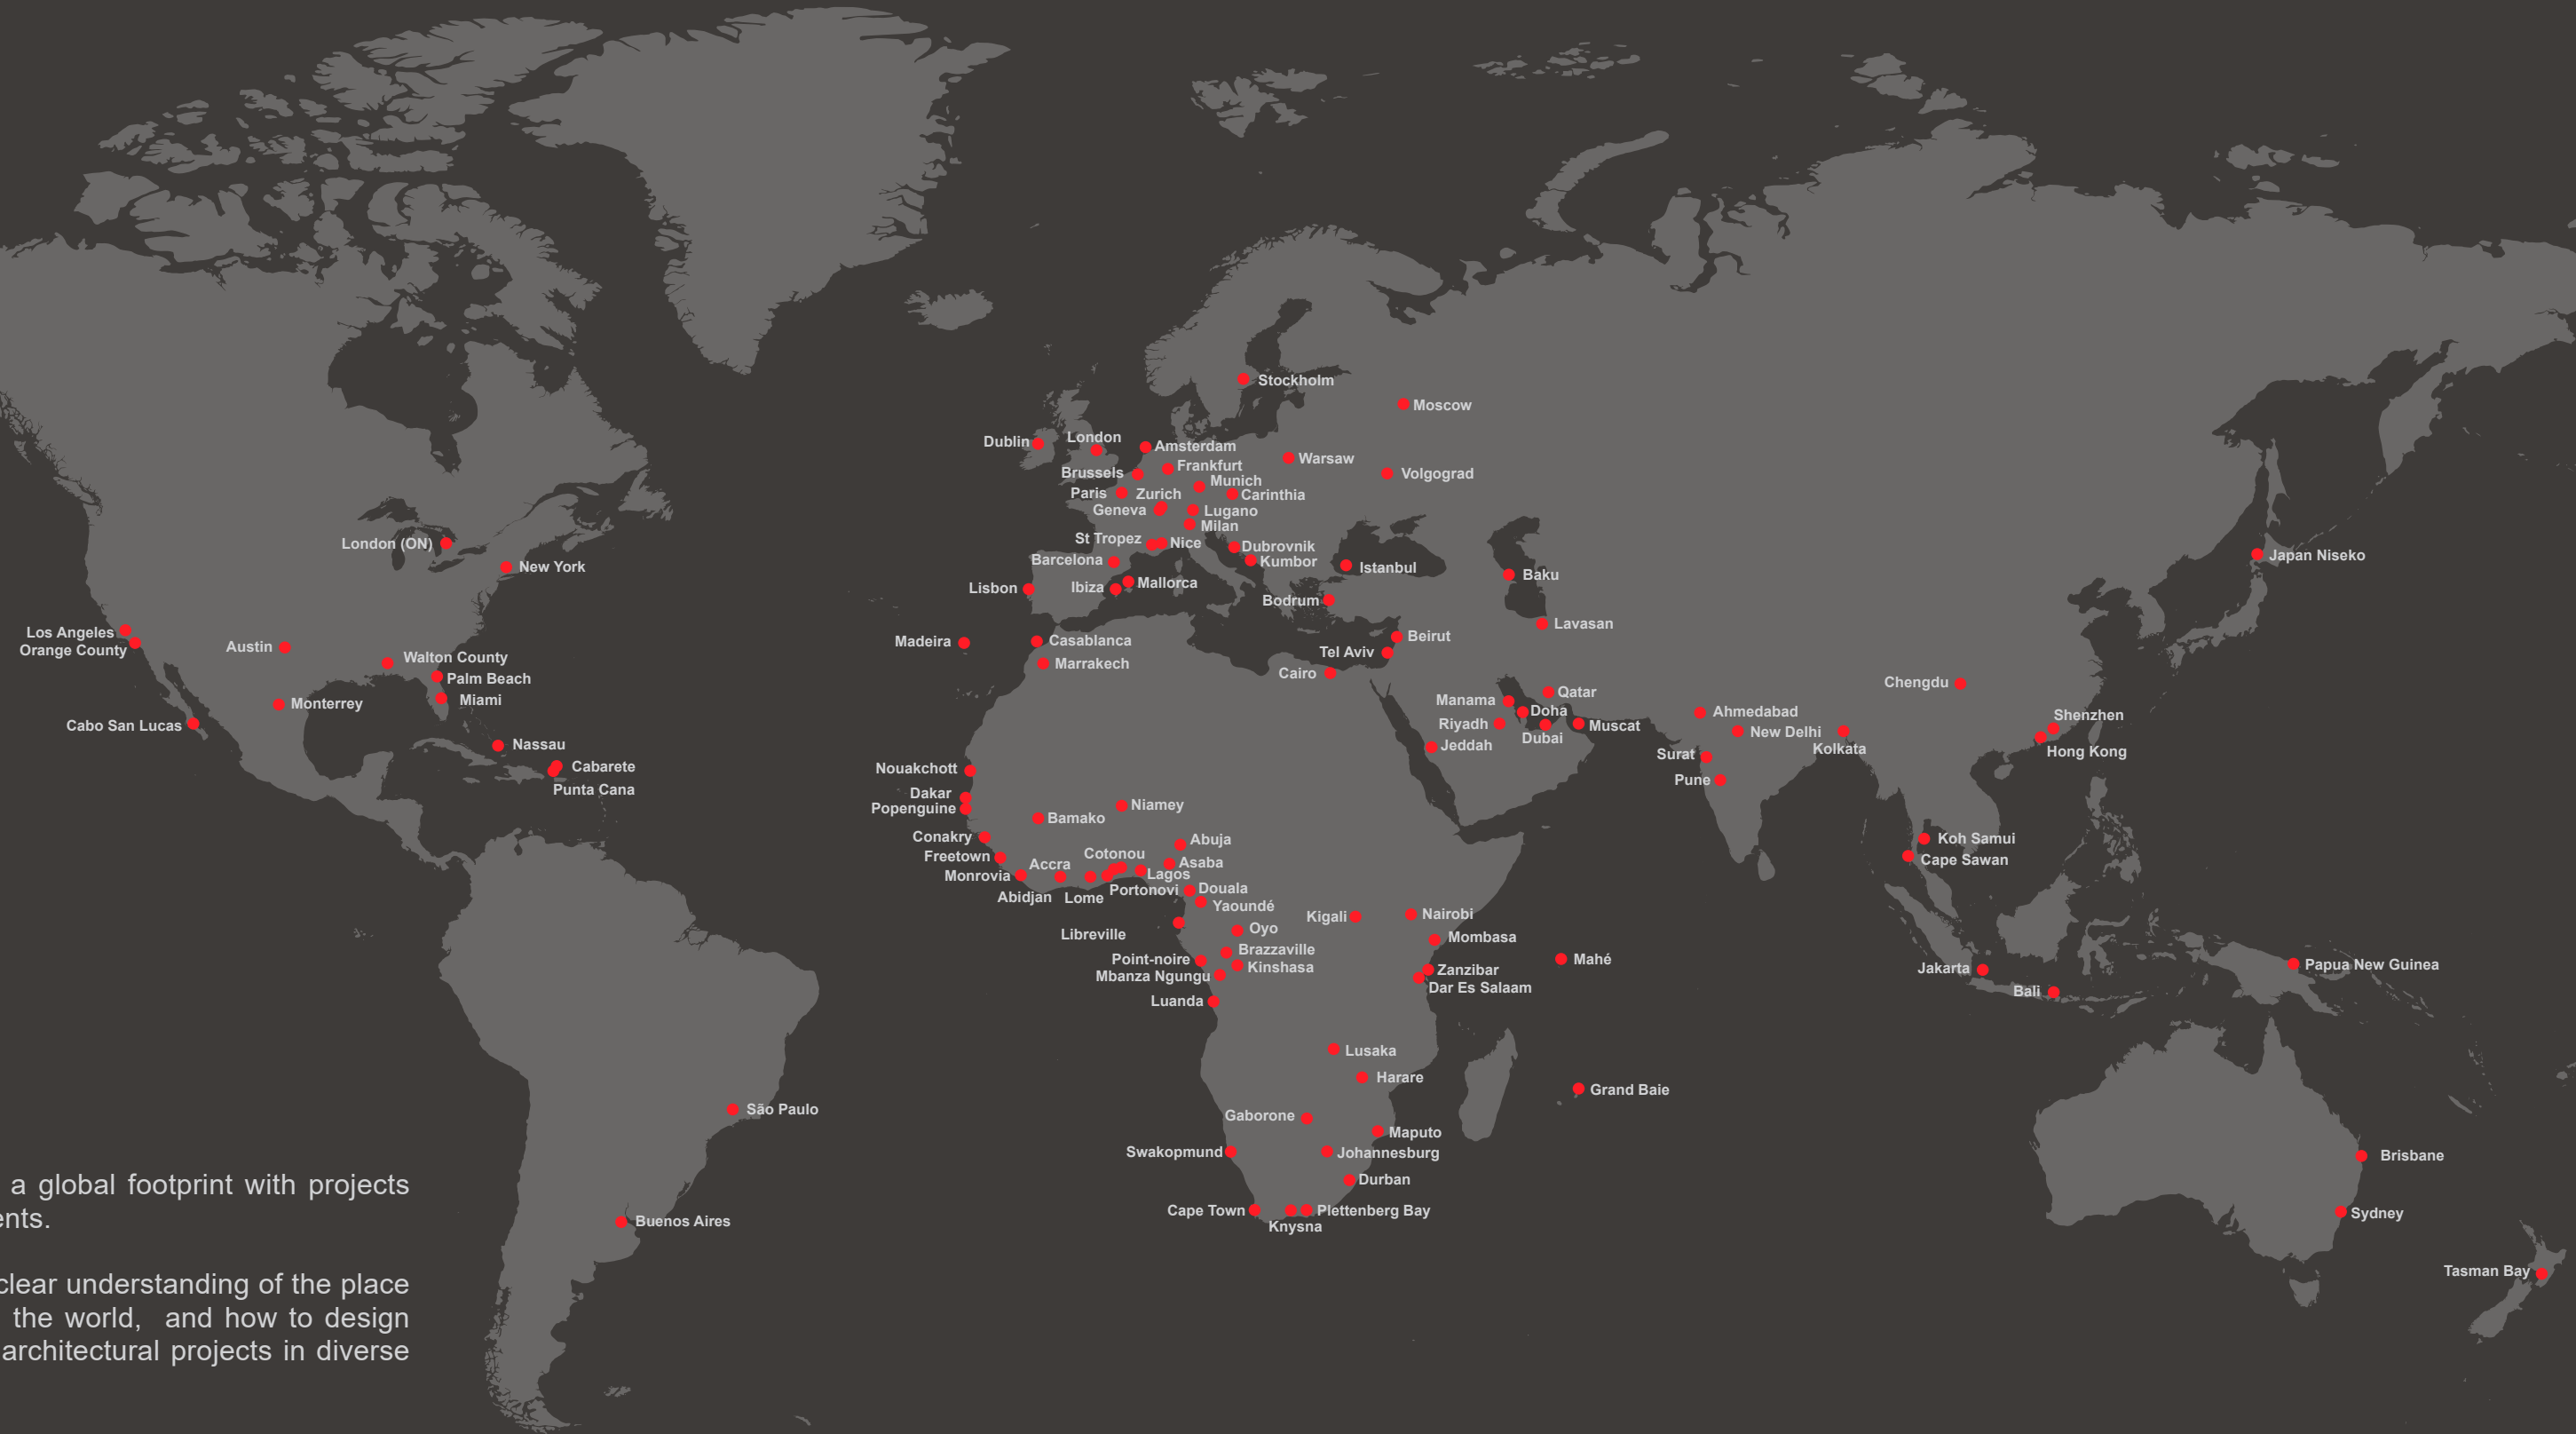 Stockholm
Moscow
Dublin
London
Amsterdam
Brussels
Frankfurt
Warsaw
Munich
Volgograd
Paris
Zurich
Carinthia
Geneva
Lugano
Milan
St Tropez
Nice
Dubrovnik
Barcelona
Kumbor
Istanbul
Lisbon
Ibiza
Mallorca
Bodrum
Baku
Lavasan
London (ON)
New York
Los Angeles
Orange County
Austin
Walton County
Palm Beach
Monterrey
Miami
Cabo San Lucas
Nassau
Cabarete
Punta Cana
Madeira
Casablanca
Marrakech
Beirut
Tel Aviv
Cairo
Qatar
Manama
Doha
Riyadh
Dubai
Muscat
Jeddah
Ahmedabad
New Delhi
Kolkata
Surat
Pune
Chengdu
Shenzhen
Hong Kong
Japan Niseko
Nouakchott
Dakar
Popenguine
Bamako
Niamey
Conakry
Freetown
Accra
Cotonou
Abuja
Asaba
Monrovia
Lagos
Abidjan
Lome
Portonovi
Douala
Yaoundé
Libreville
Oyo
Kigali
Nairobi
Mombasa
Brazzaville
Point-noire
Kinshasa
Mbanza Ngungu
Zanzibar
Dar Es Salaam
Mahé
Luanda
Koh Samui
Cape Sawan
Jakarta
Bali
Papua New Guinea
Lusaka
Harare
Grand Baie
Gaborone
Maputo
Swakopmund
Johannesburg
Durban
Cape Town
Knysna
Plettenberg Bay
São Paulo
Buenos Aires
Brisbane
Sydney
Tasman Bay
a global footprint with projects
ents.
clear understanding of the place
the world, and how to design
architectural projects in diverse